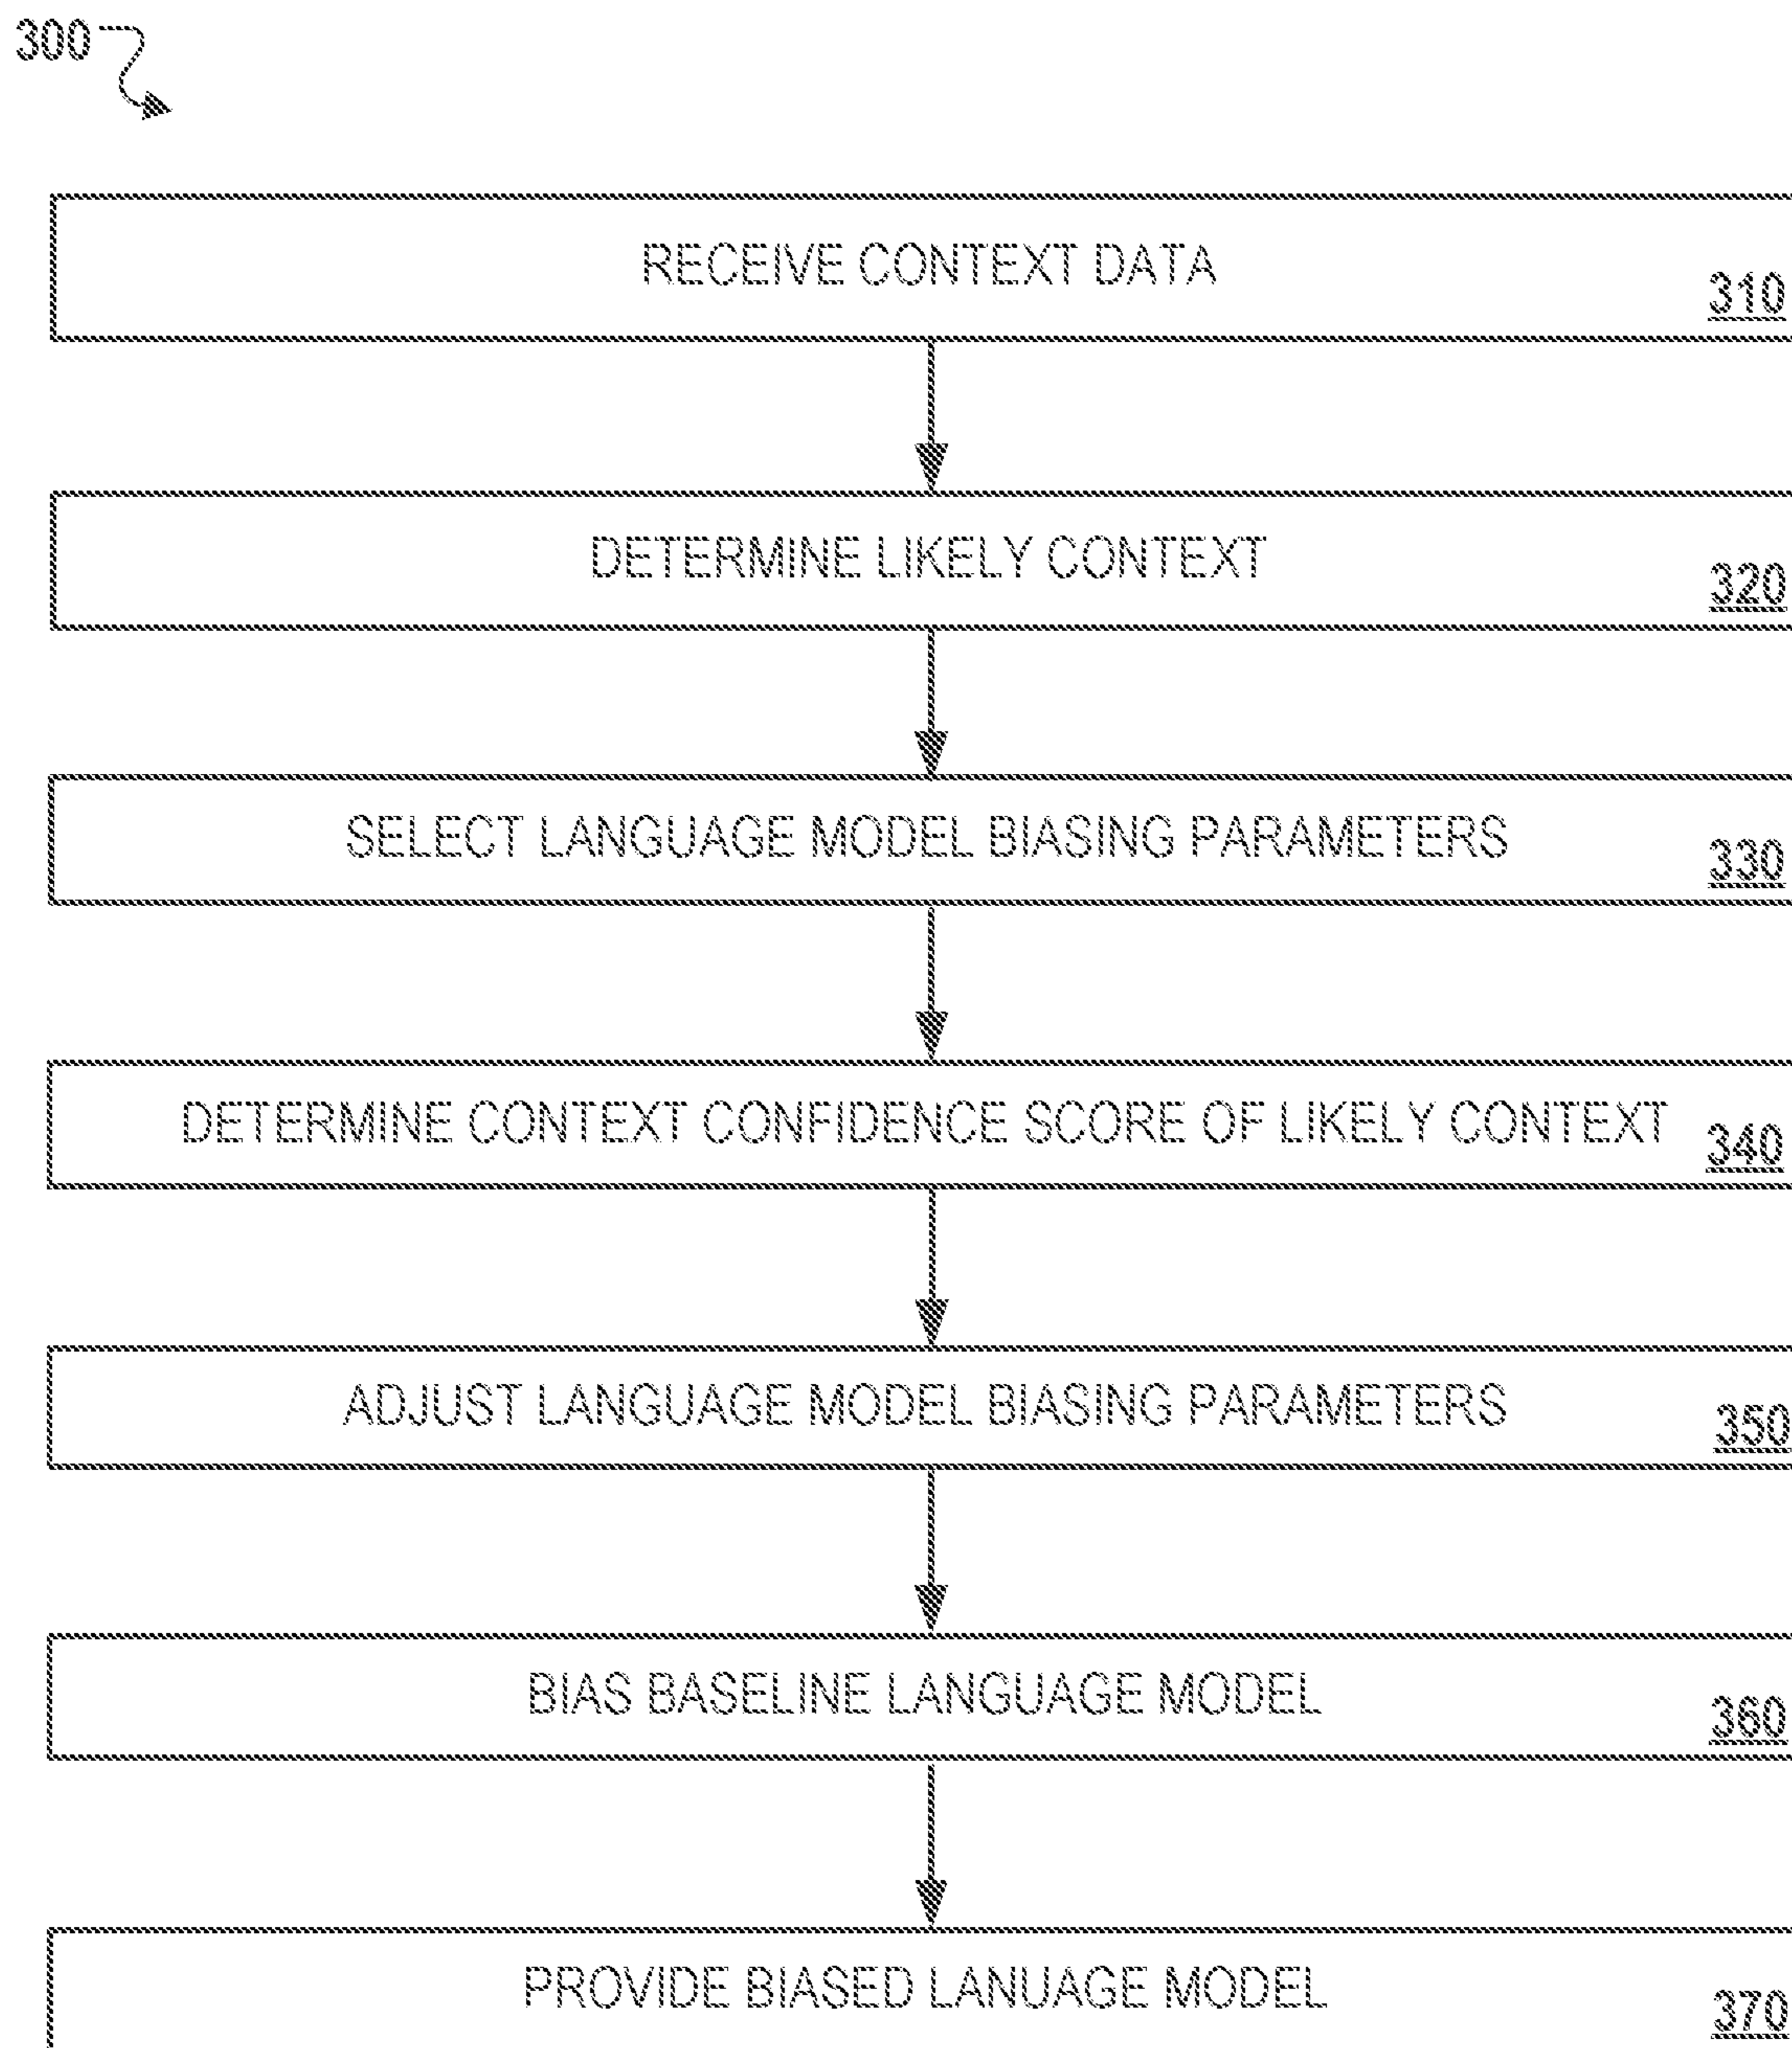 300
RECEIVE CONTEXT DATA
310
DETERMINE LIKELY CONTEXT
320
SELECT LANGUAGE MODEL BIASING PARAMETERS
330
DETERMINE CONTEXT CONFIDENCE SCORE OF LIKELY CONTEXT
340
ADJUST LANGUAGE MODEL BIASING PARAMETERS
350
BIAS BASELINE LANGUAGE MODEL
360
PROVIDE BIASED LANUAGE MODEL
370